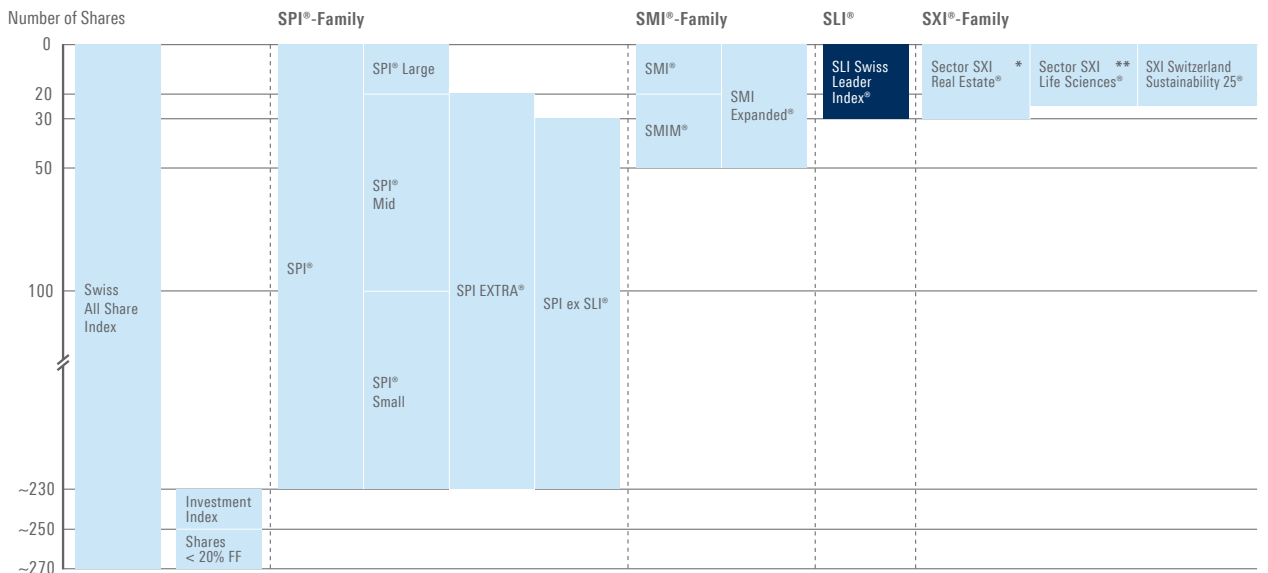 Number of Shares
SPI®-Family
SMI®-Family
SLI®
SXI®-Family
0
20
30
50
100
~230
~250
~270
Swiss
All Share
Index
Investment
Index
Shares
< 20% FF
SPI®
SPI® Large
SPI®
Mid
SPI®
Small
SPI EXTRA®
SPI ex SLI®
SMI®
SMIM®
SMI
Expanded®
SLI Swiss
Leader
Index®
Sector SXI *
Real Estate®
Sector SXI **
Life Sciences®
SXI Switzerland
Sustainability 25®